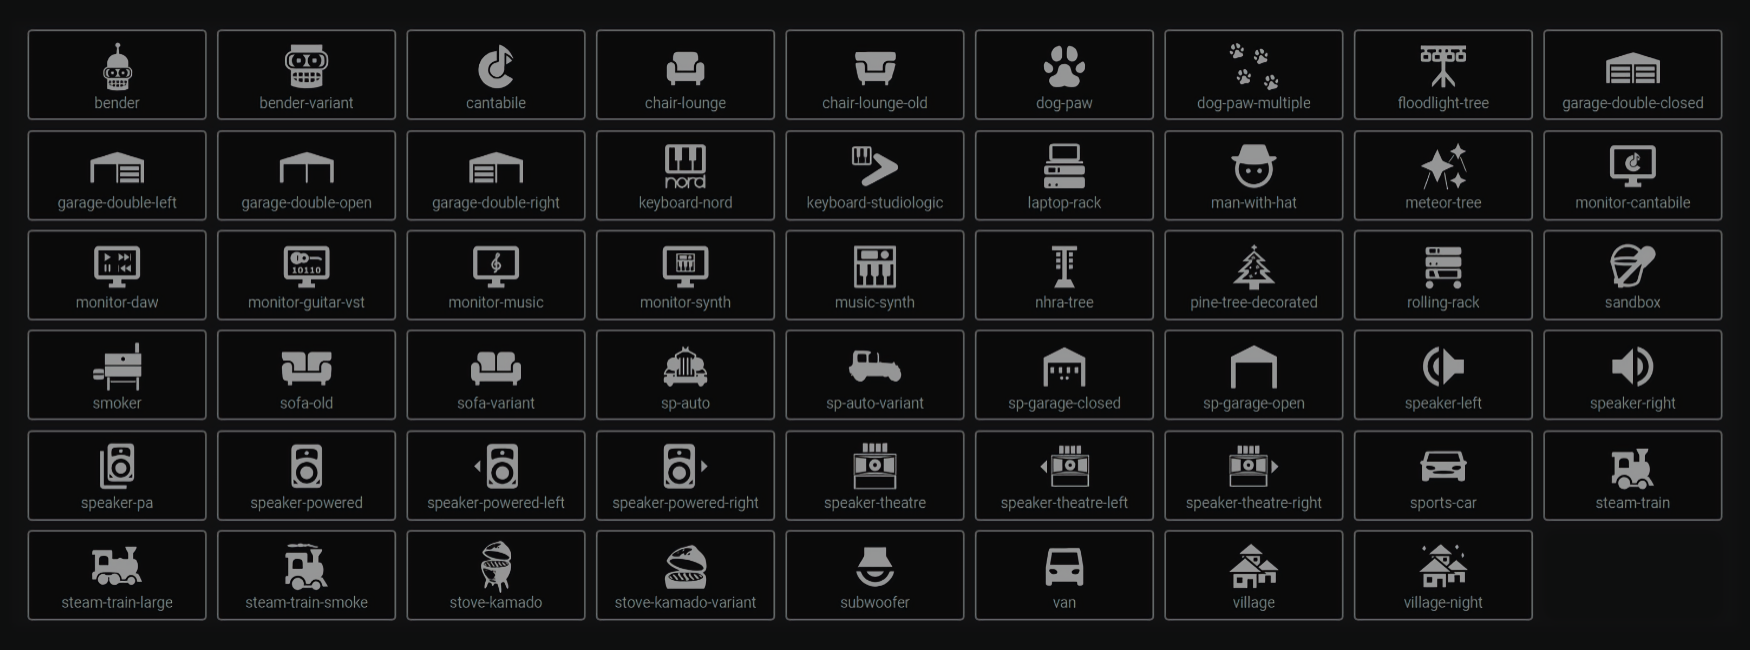 bender
bender-variant
cantabile
chair-lounge
chair-lounge-old
dog-paw
dog-paw-multiple
floodlight-tree
garage-double-closed
garage-double-left
garage-double-open
garage-double-right
nord
keyboard-nord
keyboard-studiologic
laptop-rack
man-with-hat
meteor-tree
monitor-cantabile
monitor-daw
10110
monitor-guitar-vst
monitor-music
monitor-synth
music-synth
nhra-tree
pine-tree-decorated
rolling-rack
sandbox
smoker
sofa-old
sofa-variant
sp-auto
sp-auto-variant
sp-garage-closed
sp-garage-open
speaker-left
speaker-right
speaker-pa
speaker-powered
speaker-powered-left
speaker-powered-right
speaker-theatre
speaker-theatre-left
speaker-theatre-right
sports-car
steam-train
steam-train-large
steam-train-smoke
stove-kamado
stove-kamado-variant
subwoofer
van
village
village-night